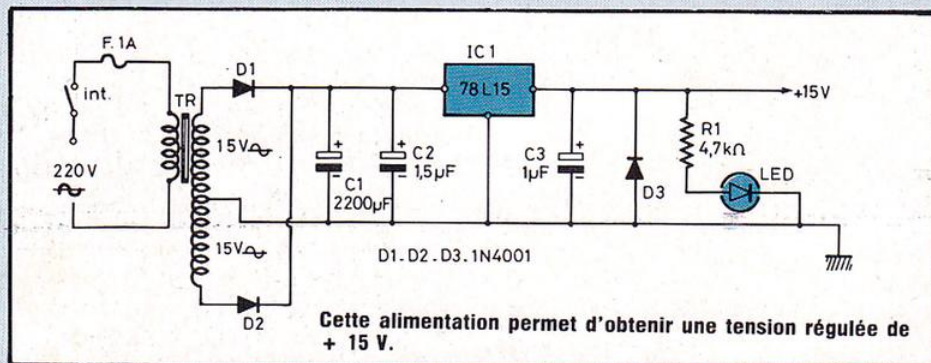 F. 1A
int.
TR
220V
D1
15V
15V
D2
IC 1
78 L15
C1
2200µF
C2
1,5µF
C3
1µF
D3
+15V
R1
4,7kΩ
LED
D1.D2.D3.1N4001
Cette alimentation permet d'obtenir une tension régulée de
+ 15 V.